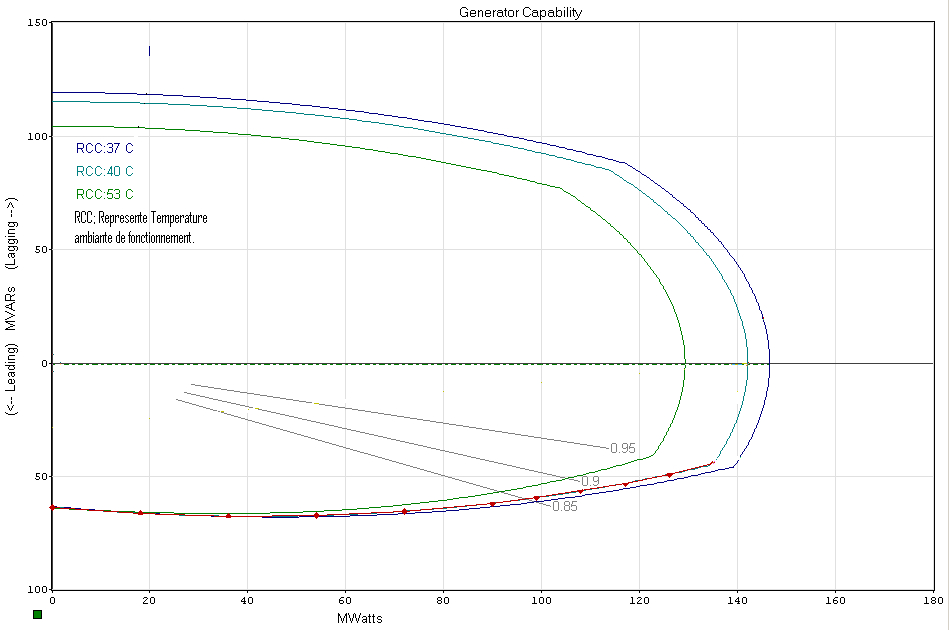 Generator Capability
150
100
50
0
50
100
(<-- Leading)    MVARs    (Lagging -->)
RCC:37 C
RCC:40 C
RCC:53 C
RCC; Represente Temperature
ambiante de fonctionnement.
0.95
0.9
0.85
0 20 40 60 80 100 120 140 160 180
MWatts